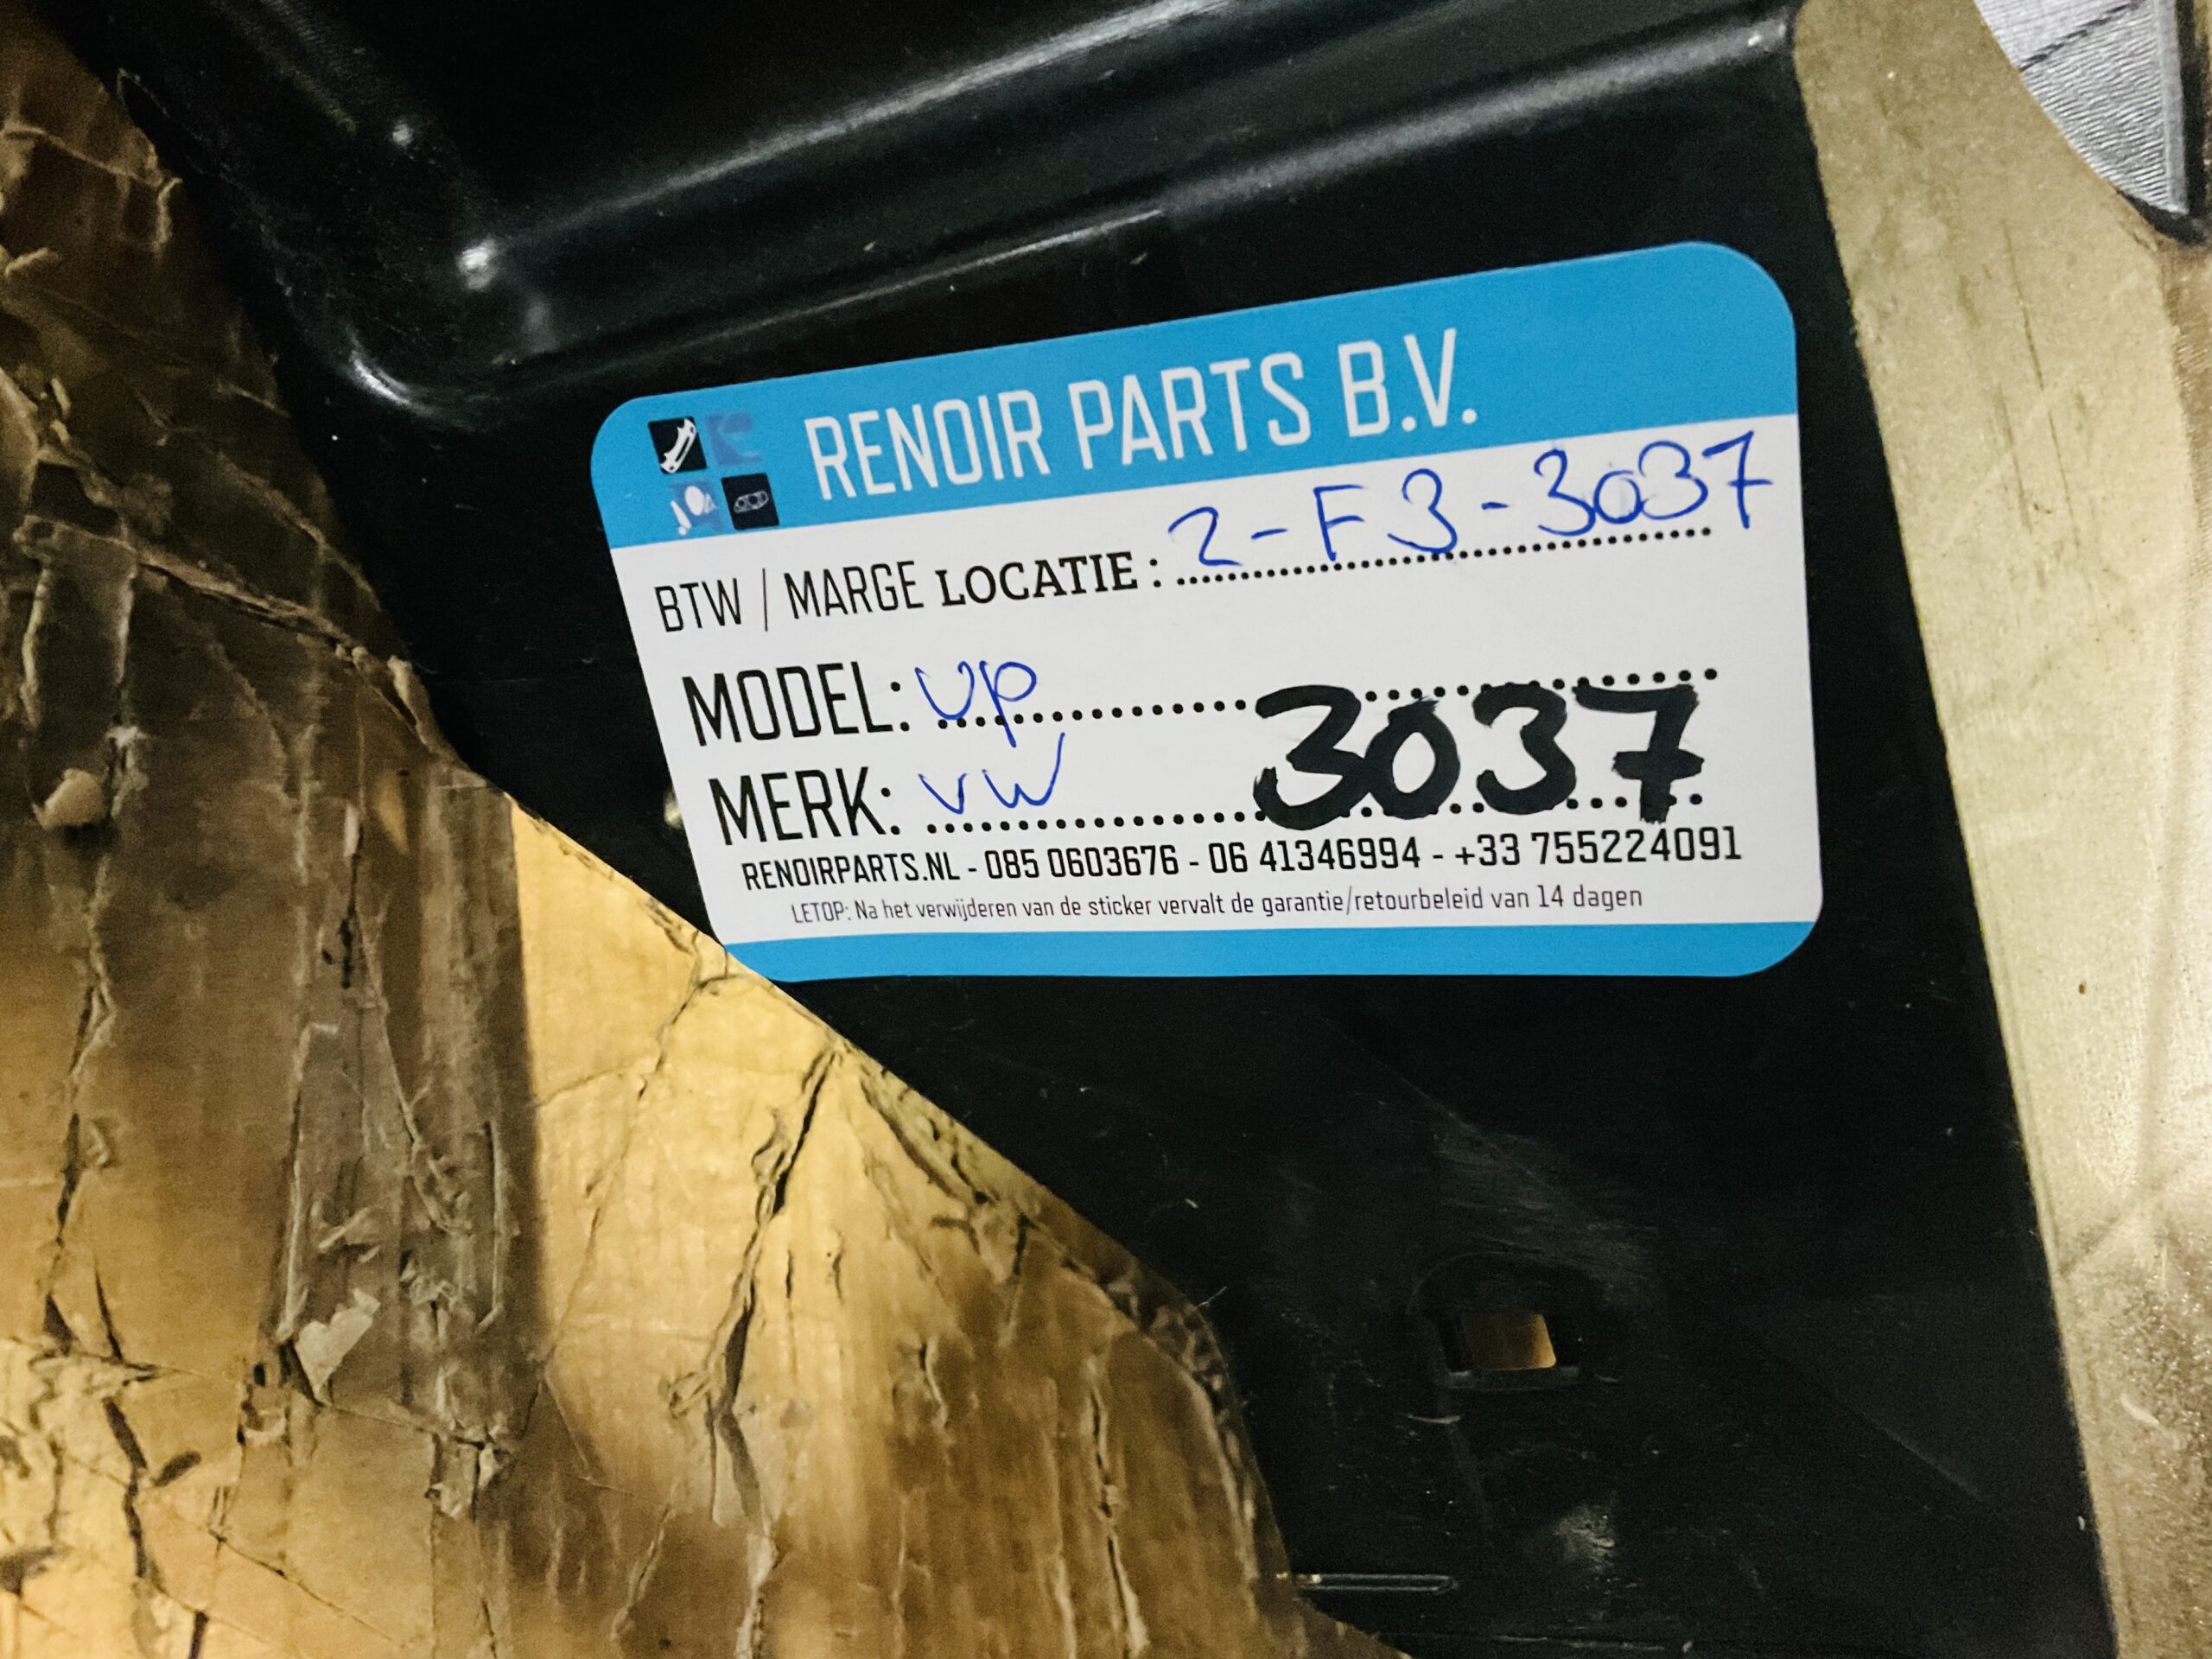 RENOIR PARTS B.V.
BTW / MARGE LOCATIE : 2-F3-3037
MODEL: up
MERK: vw 3037
RENOIRPARTS.NL - 085 0603676 - 06 41346994 - +33 755224091
LETOP: Na het verwijderen van de sticker vervalt de garantie/retourbeleid van 14 dagen